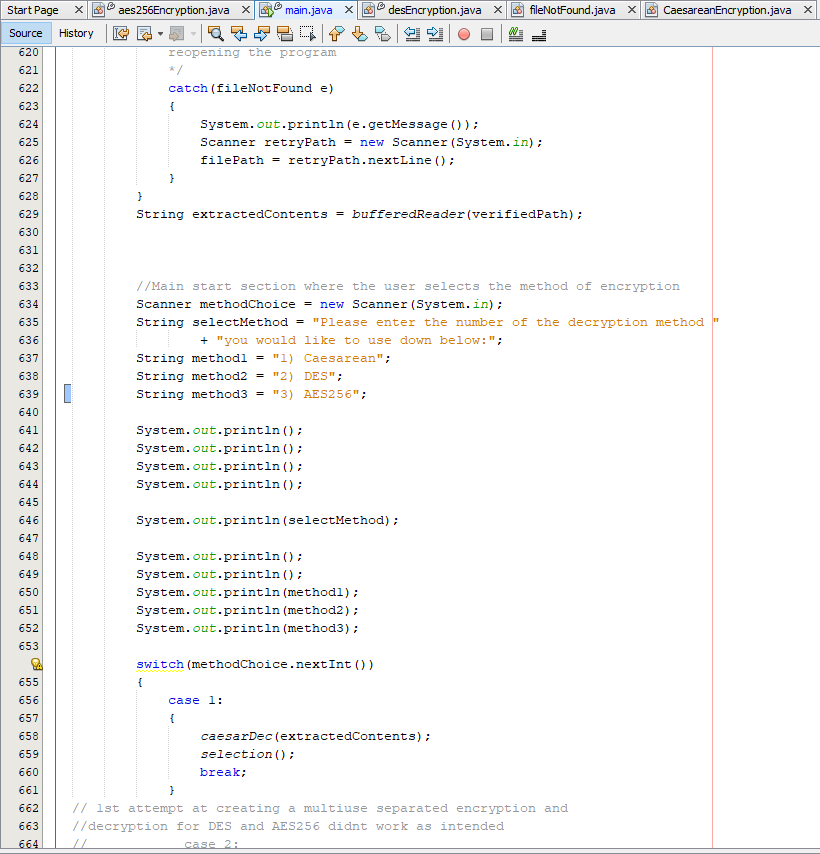 Start Page aes256Encryption.java main.java desEncryption.java fileNotFound.java CaesareanEncryption.java
Source History
620 reopening the program
621 */
622 catch(fileNotFound e)
623 {
624 System.out.println(e.getMessage());
625 Scanner retryPath = new Scanner(System.in);
626 filePath = retryPath.nextLine();
627 }
628 }
629 String extractedContents = bufferedReader(verifiedPath);
630
631
632
633 //Main start section where the user selects the method of encryption
634 Scanner methodChoice = new Scanner(System.in);
635 String selectMethod = "Please enter the number of the decryption method "
636 + "you would like to use down below:";
637 String method1 = "1) Caesarean";
638 String method2 = "2) DES";
639 String method3 = "3) AES256";
640
641 System.out.println();
642 System.out.println();
643 System.out.println();
644 System.out.println();
645
646 System.out.println(selectMethod);
647
648 System.out.println();
649 System.out.println();
650 System.out.println(method1);
651 System.out.println(method2);
652 System.out.println(method3);
653
switch(methodChoice.nextInt())
655 {
656 case 1:
657 {
658 caesarDec(extractedContents);
659 selection();
660 break;
661 }
662 // 1st attempt at creating a multiuse separated encryption and
663 //decryption for DES and AES256 didnt work as intended
664 // case 2: